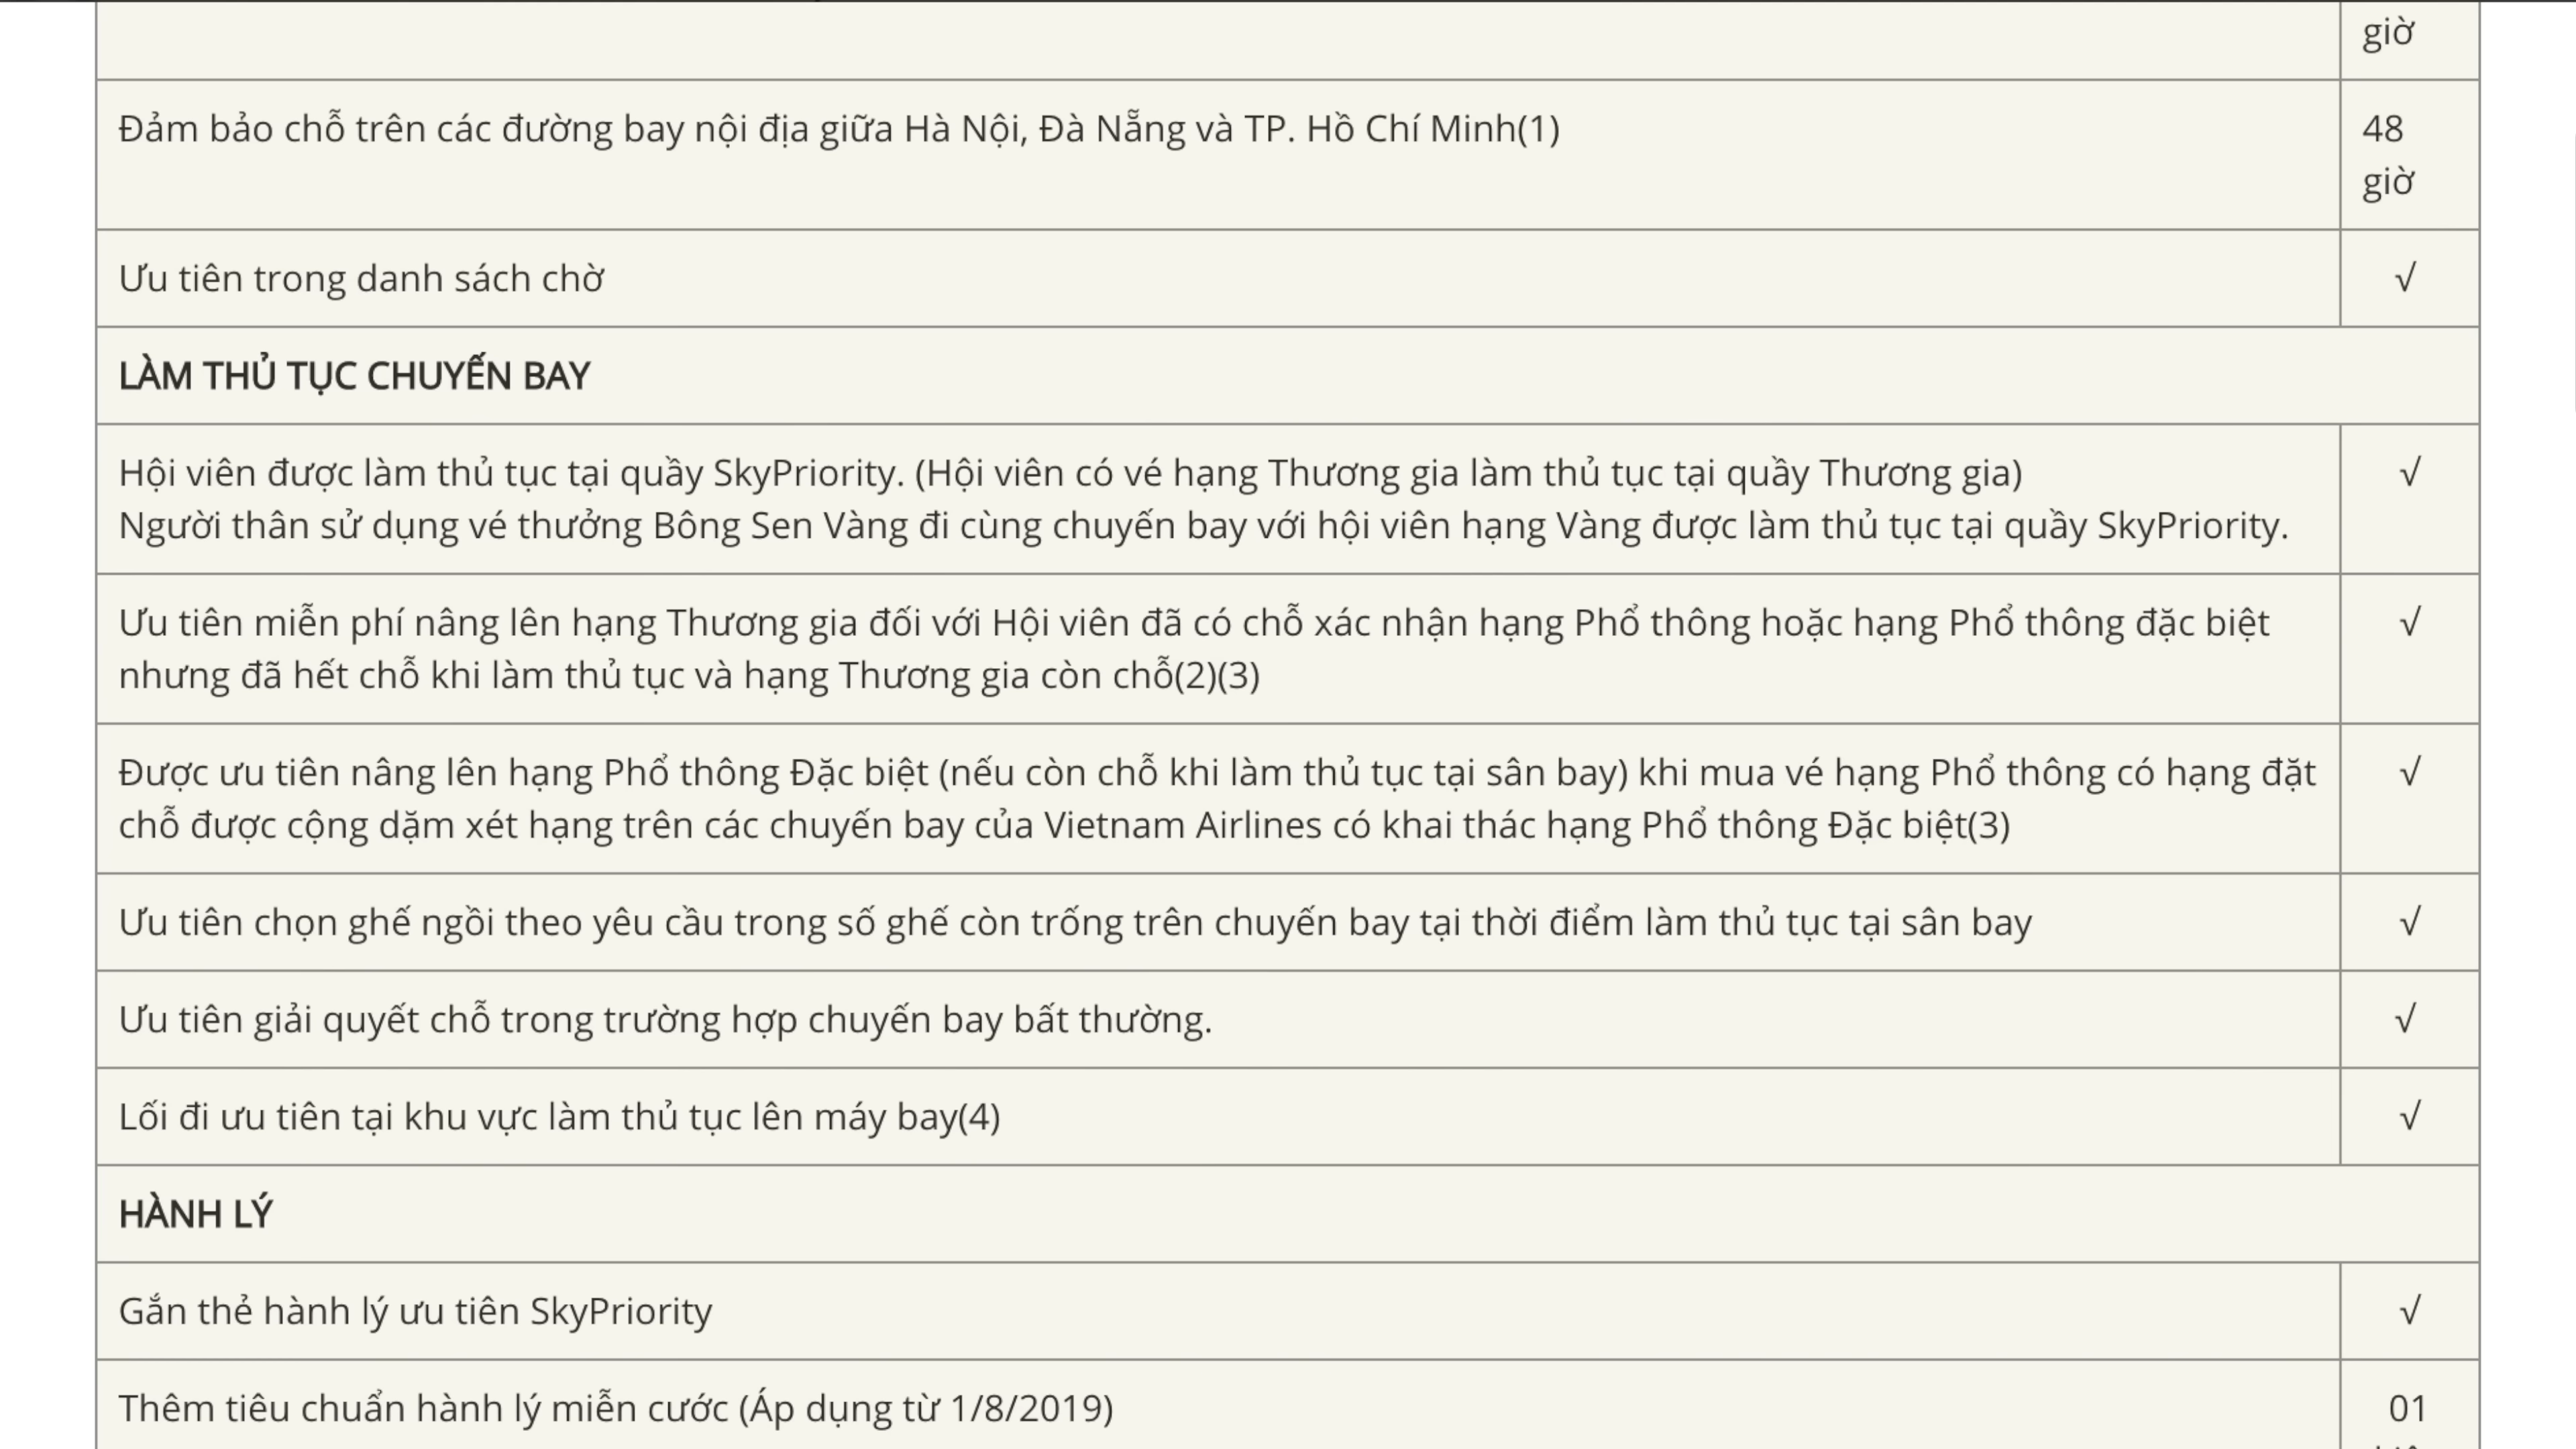 giờ
Đảm bảo chỗ trên các đường bay nội địa giữa Hà Nội, Đà Nẵng và TP. Hồ Chí Minh(1)
48
giờ
Ưu tiên trong danh sách chờ
√
LÀM THỦ TỤC CHUYẾN BAY
Hội viên được làm thủ tục tại quầy SkyPriority. (Hội viên có vé hạng Thương gia làm thủ tục tại quầy Thương gia)
√
Người thân sử dụng vé thưởng Bông Sen Vàng đi cùng chuyến bay với hội viên hạng Vàng được làm thủ tục tại quầy SkyPriority.
Ưu tiên miễn phí nâng lên hạng Thương gia đối với Hội viên đã có chỗ xác nhận hạng Phổ thông hoặc hạng Phổ thông đặc biệt
√
nhưng đã hết chỗ khi làm thủ tục và hạng Thương gia còn chỗ(2)(3)
Được ưu tiên nâng lên hạng Phổ thông Đặc biệt (nếu còn chỗ khi làm thủ tục tại sân bay) khi mua vé hạng Phổ thông có hạng đặt
√
chỗ được cộng dặm xét hạng trên các chuyến bay của Vietnam Airlines có khai thác hạng Phổ thông Đặc biệt(3)
Ưu tiên chọn ghế ngồi theo yêu cầu trong số ghế còn trống trên chuyến bay tại thời điểm làm thủ tục tại sân bay
√
Ưu tiên giải quyết chỗ trong trường hợp chuyến bay bất thường.
√
Lối đi ưu tiên tại khu vực làm thủ tục lên máy bay(4)
√
HÀNH LÝ
Gắn thẻ hành lý ưu tiên SkyPriority
√
Thêm tiêu chuẩn hành lý miễn cước (Áp dụng từ 1/8/2019)
01